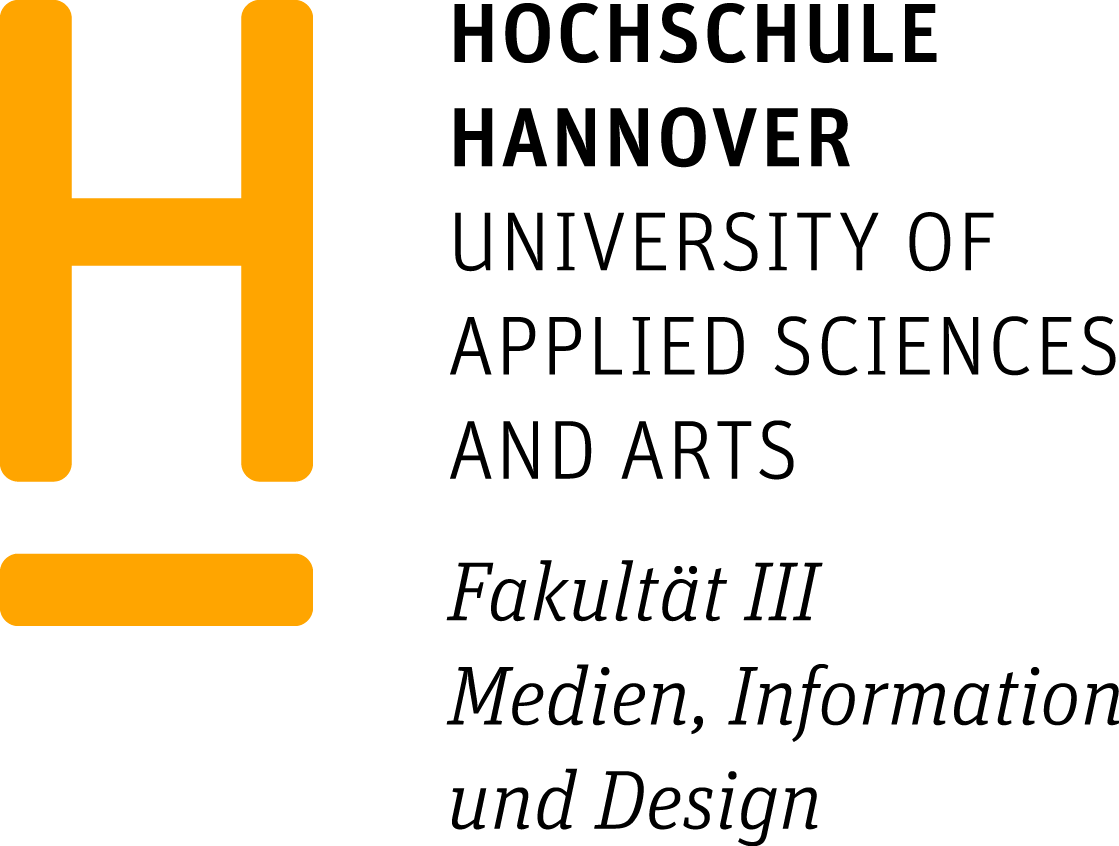 H
HOCHSCHULE
HANNOVER
UNIVERSITY OF
APPLIED SCIENCES
AND ARTS
Fakultät III
Medien, Information
und Design